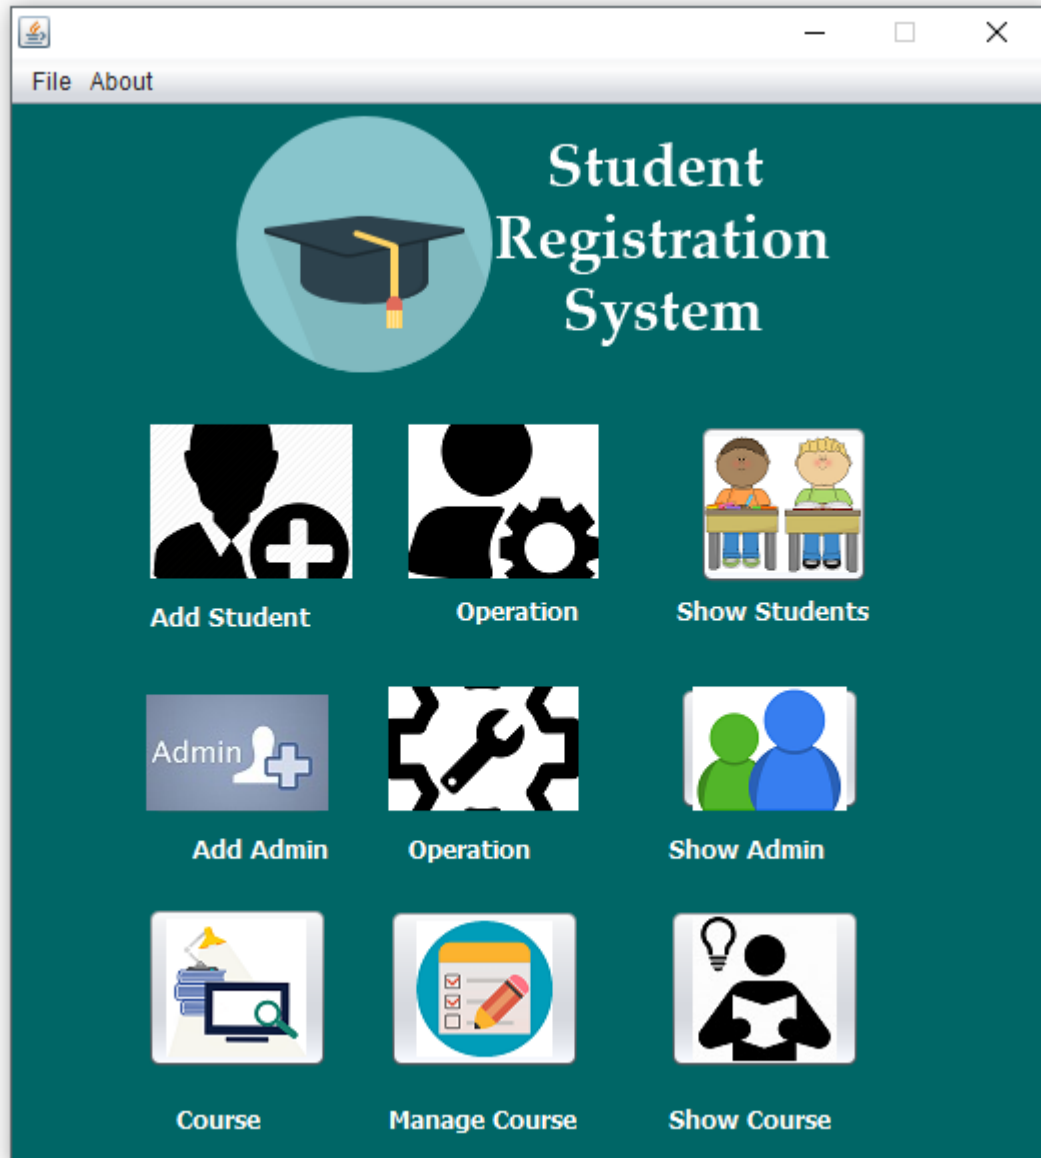 File About
Student
Registration
System
Add Student
Operation
Show Students
Admin
Add Admin
Operation
Show Admin
Course
Manage Course
Show Course